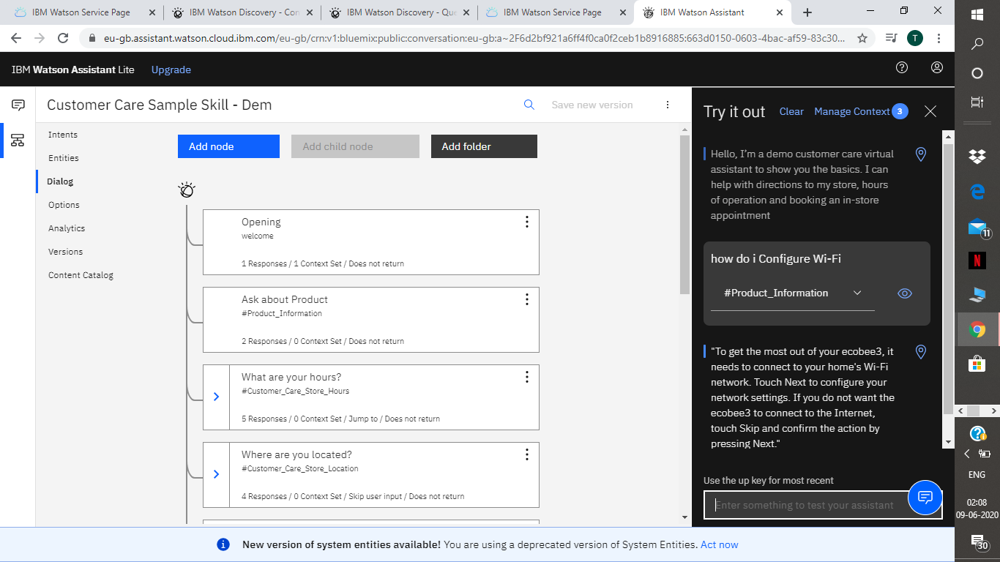 IBM Watson Service Page
IBM Watson Discovery - Con
IBM Watson Discovery - Que
IBM Watson Service Page
IBM Watson Assistant
eu-gb.assistant.watson.cloud.ibm.com/eu-gb/crn:v1:bluemix:public:conversation:eu-gb:a~2F6d2bf921a6ff4f0ca0f2ceb1b8916885:663d0150-0603-4bac-af59-83c30...
T
IBM Watson Assistant Lite
Upgrade
Customer Care Sample Skill - Dem
Save new version
Intents
Entities
Dialog
Options
Analytics
Versions
Content Catalog
Add node
Add child node
Add folder
Opening
welcome
1 Responses / 1 Context Set / Does not return
Ask about Product
#Product_Information
2 Responses / 0 Context Set / Does not return
What are your hours?
#Customer_Care_Store_Hours
5 Responses / 0 Context Set / Jump to / Does not return
Where are you located?
#Customer_Care_Store_Location
4 Responses / 0 Context Set / Skip user input / Does not return
Try it out
Clear
Manage Context 3
Hello, I'm a demo customer care virtual
assistant to show you the basics. I can
help with directions to my store, hours
of operation and booking an in-store
appointment
how do i Configure Wi-Fi
#Product_Information
"To get the most out of your ecobee3, it
needs to connect to your home's Wi-Fi
network. Touch Next to configure your
network settings. If you do not want the
ecobee3 to connect to the Internet,
touch Skip and confirm the action by
pressing Next."
Use the up key for most recent
Enter something to test your assistant
New version of system entities available! You are using a deprecated version of System Entities. Act now
11
N
ENG
02:08
09-06-2020
30